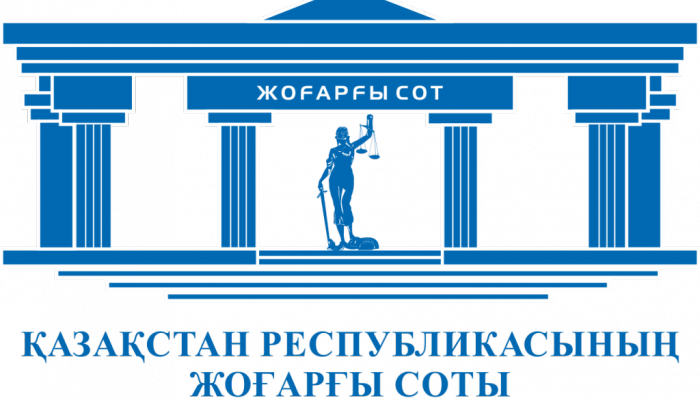 ЖОҒАРҒЫ СОТ
ҚАЗАҚСТАН РЕСПУБЛИКАСЫНЫҢ
ЖОҒАРҒЫ СОТЫ